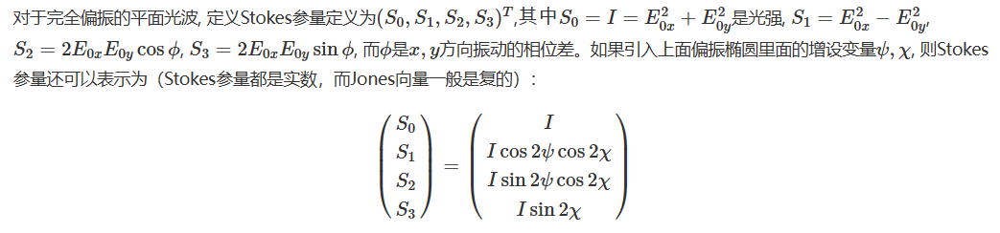 对于完全偏振的平面光波, 定义Stokes参量定义为$(S_0, S_1, S_2, S_3)^T$,其中$S_0 = I = E_{0x}^2 + E_{0y}^2$是光强, $S_1 = E_{0x}^2 - E_{0y}^2$,
$S_2 = 2E_{0x}E_{0y}\cos\phi$, $S_3 = 2E_{0x}E_{0y}\sin\phi$, 而$\phi$是$x, y$方向振动的相位差。如果引入上面偏振椭圆里面的增设变量$\psi, \chi$, 则Stokes
参量还可以表示为（Stokes参量都是实数，而Jones向量一般是复的）:
$$\begin{pmatrix} S_0 \\ S_1 \\ S_2 \\ S_3 \end{pmatrix} = \begin{pmatrix} I \\ I\cos 2\psi\cos 2\chi \\ I\sin 2\psi\cos 2\chi \\ I\sin 2\chi \end{pmatrix}$$